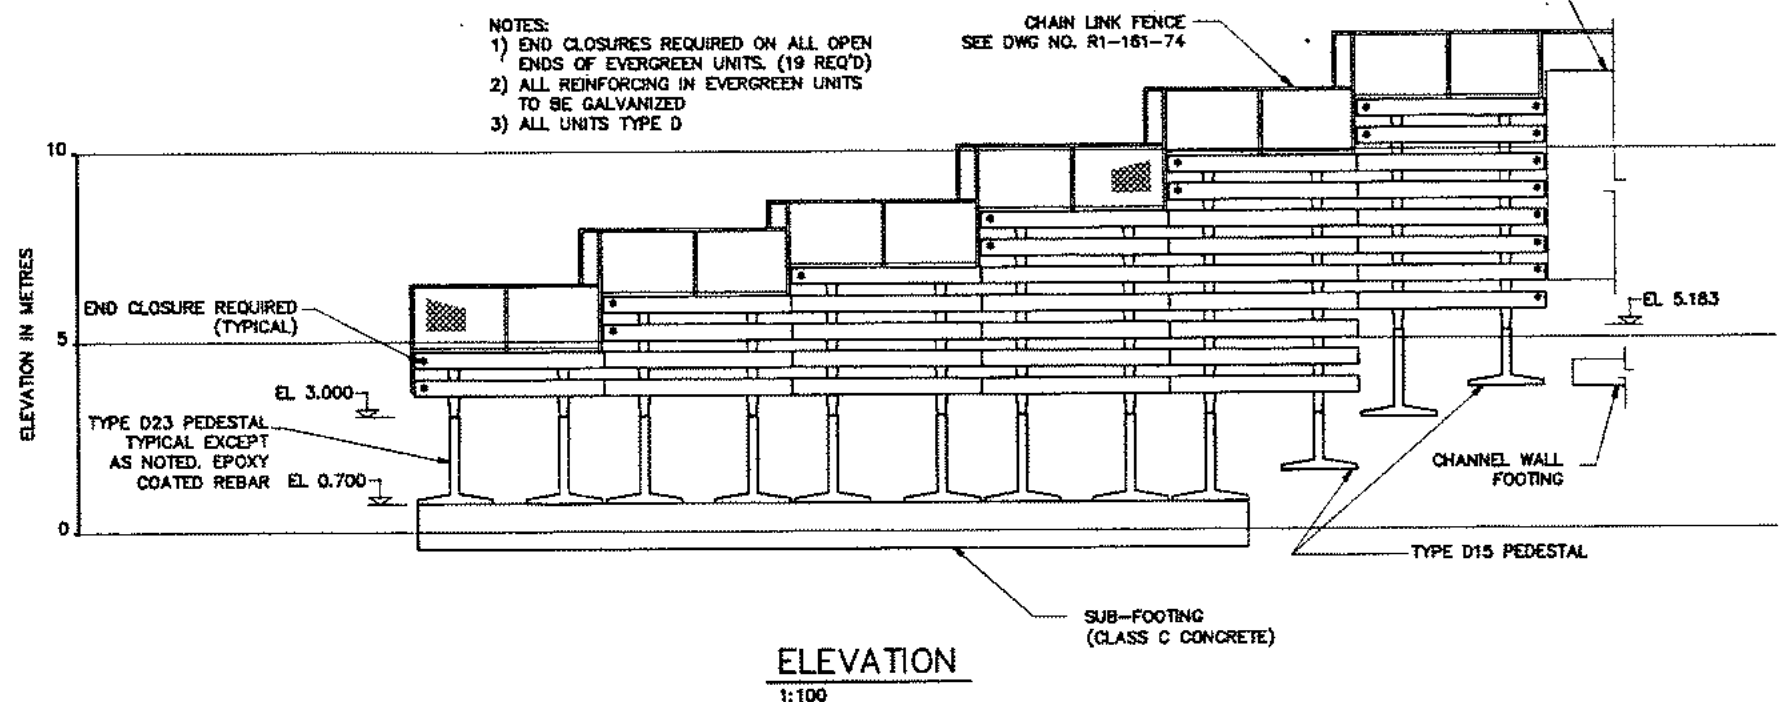 NOTES:
1) END CLOSURES REQUIRED ON ALL OPEN
ENDS OF EVERGREEN UNITS. (19 REQ'D)
2) ALL REINFORCING IN EVERGREEN UNITS
TO BE GALVANIZED
3) ALL UNITS TYPE D
CHAIN LINK FENCE
SEE DWG NO. R1-161-74
10
5
0
ELEVATION IN METRES
END CLOSURE REQUIRED
(TYPICAL)
EL 3.000
TYPE D23 PEDESTAL
TYPICAL EXCEPT
AS NOTED. EPOXY
COATED REBAR
EL 0.700
EL 5.183
CHANNEL WALL
FOOTING
TYPE D15 PEDESTAL
SUB-FOOTING
(CLASS C CONCRETE)
ELEVATION
1:100